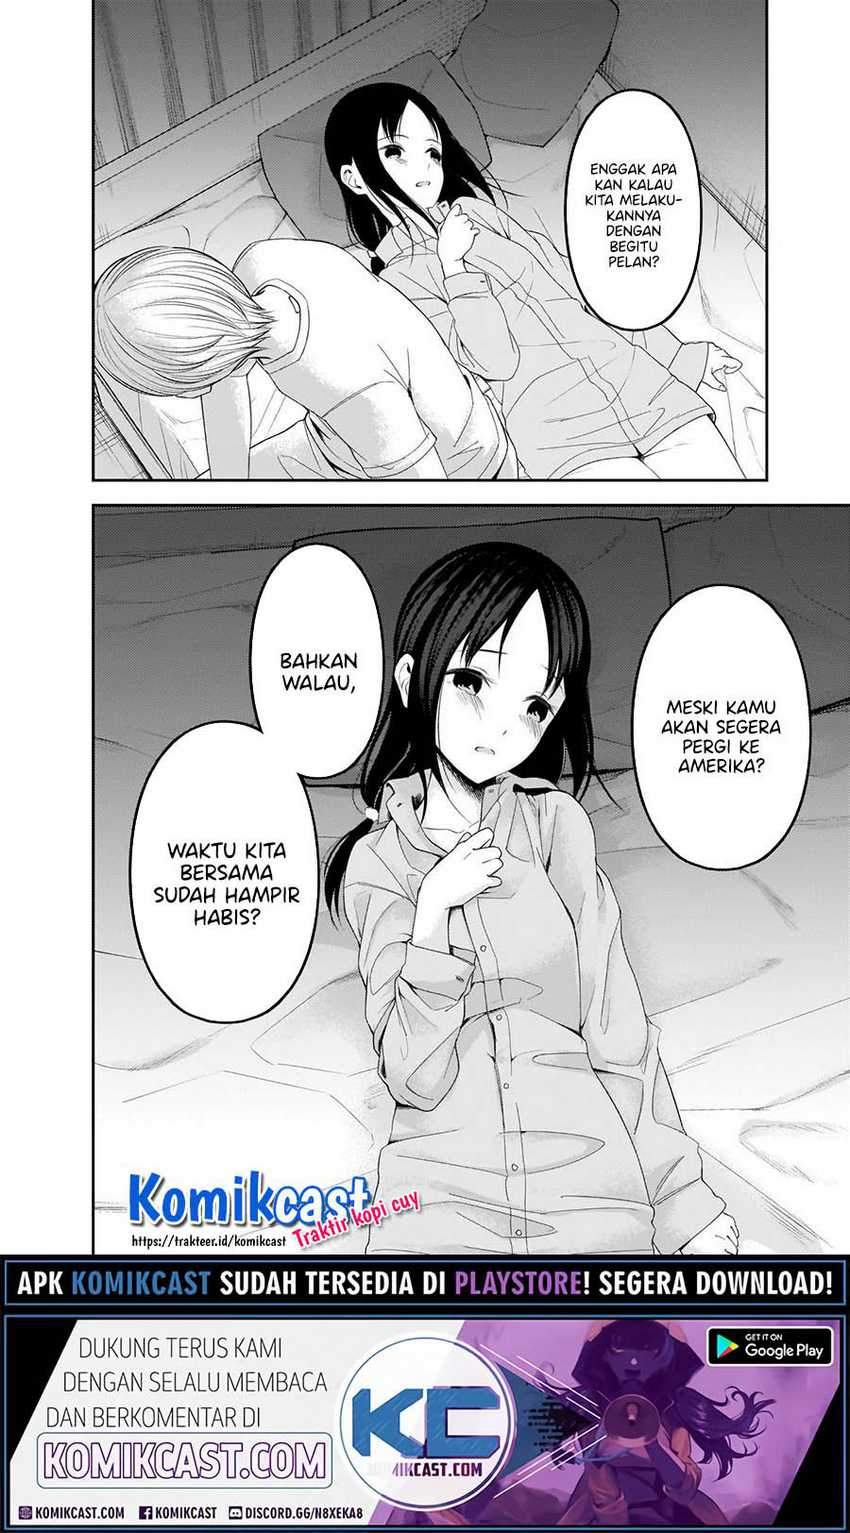 ENGGAK APA
KAN KALAU
KITA MELAKU-
KANNYA
DENGAN
BEGITU
PELAN?
MESKI KAMU
AKAN SEGERA
PERGI KE
AMERIKA?
BAHKAN
WALAU,
WAKTU KITA
BERSAMA
SUDAH HAMPIR
HABIS?
Komikcast
Traktir kopi cuy
https://trakteer.id/komikcast
APK KOMIKCAST SUDAH TERSEDIA DI PLAYSTORE! SEGERA DOWNLOAD!
DUKUNG TERUS KAMI
DENGAN SELALU MEMBACA
DAN BERKOMENTAR DI
KOMIKCAST.COM
KC
KOMIKCAST.COM
GET IT ON
Google Play
KOMIKCAST.COM KOMIKCAST DISCORD.GG/N8XEKA8